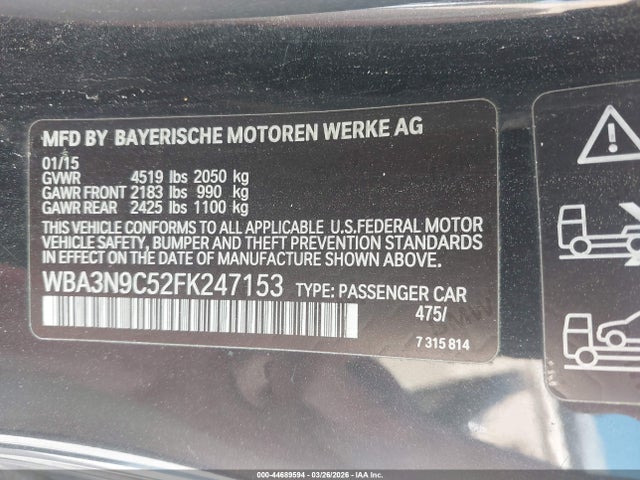 MFD BY BAYERISCHE MOTOREN WERKE AG
01/15
GVWR 4519 lbs 2050 kg
GAWR FRONT 2183 lbs 990 kg
GAWR REAR 2425 lbs 1100 kg
THIS VEHICLE CONFORMS TO ALL APPLICABLE U.S.FEDERAL MOTOR
VEHICLE SAFETY, BUMPER AND THEFT PREVENTION STANDARDS
IN EFFECT ON THE DATE OF MANUFACTURE SHOWN ABOVE.
WBA3N9C52FK247153 TYPE: PASSENGER CAR
475/
7 315 814
000-44689594 | 03/26/2026 - IAA Inc.